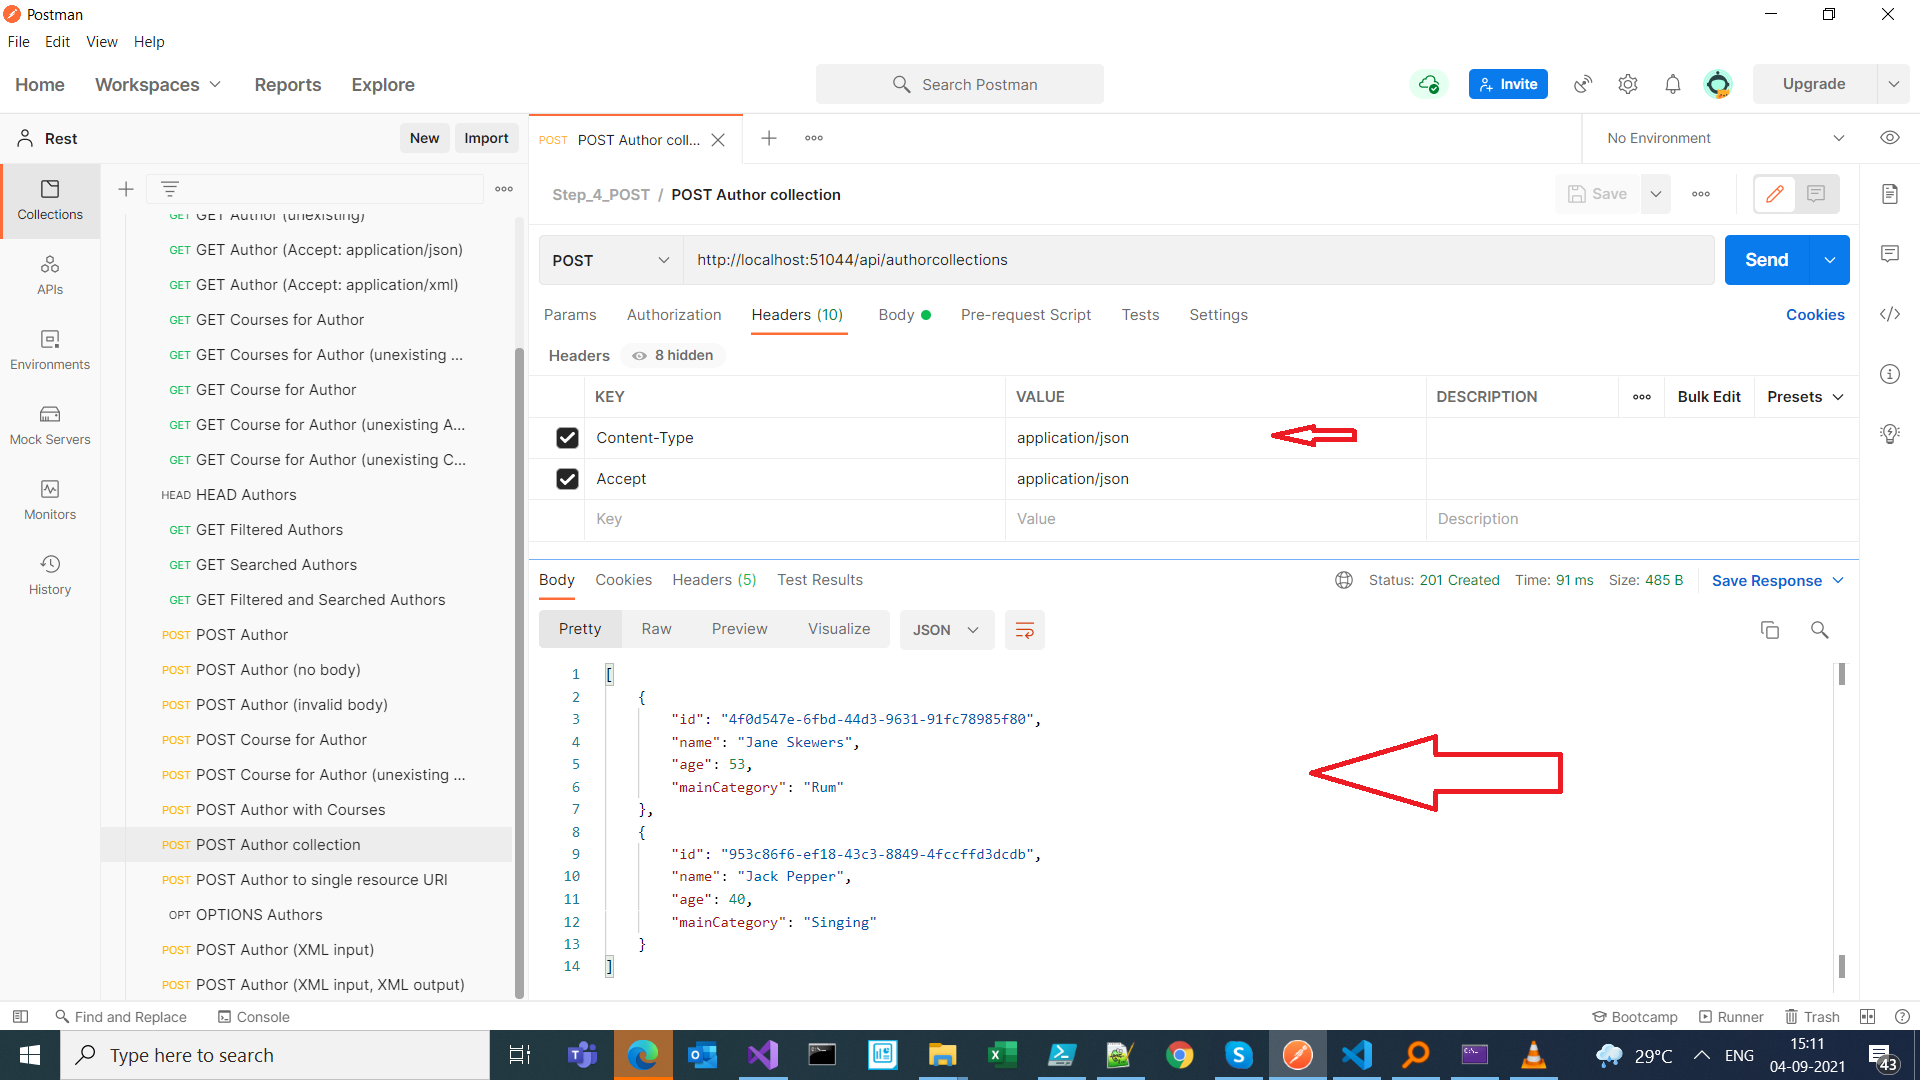 Postman
File Edit View Help
Home Workspaces Reports Explore
Search Postman
Invite
Upgrade
Rest
New Import
POST POST Author coll...
No Environment
Collections
APIs
Environments
Mock Servers
Monitors
History
GET GET Author (unexisting)
GET GET Author (Accept: application/json)
GET GET Author (Accept: application/xml)
GET GET Courses for Author
GET GET Courses for Author (unexisting ...
GET GET Course for Author
GET GET Course for Author (unexisting A...
GET GET Course for Author (unexisting C...
HEAD HEAD Authors
GET GET Filtered Authors
GET GET Searched Authors
GET GET Filtered and Searched Authors
POST POST Author
POST POST Author (no body)
POST POST Author (invalid body)
POST POST Course for Author
POST POST Course for Author (unexisting ...
POST POST Author with Courses
POST POST Author collection
POST POST Author to single resource URI
OPT OPTIONS Authors
POST POST Author (XML input)
POST POST Author (XML input, XML output)
Step_4_POST / POST Author collection
Save
POST http://localhost:51044/api/authorcollections
Send
Params Authorization Headers (10) Body Pre-request Script Tests Settings
Cookies
Headers 8 hidden
KEY VALUE DESCRIPTION Bulk Edit Presets
Content-Type application/json
Accept application/json
Key Value Description
Body Cookies Headers (5) Test Results
Status: 201 Created Time: 91 ms Size: 485 B Save Response
Pretty Raw Preview Visualize JSON
1 [
2 {
3 "id": "4f0d547e-6fbd-44d3-9631-91fc78985f80",
4 "name": "Jane Skewers",
5 "age": 53,
6 "mainCategory": "Rum"
7 },
8 {
9 "id": "953c86f6-ef18-43c3-8849-4fccffd3dcdb",
10 "name": "Jack Pepper",
11 "age": 40,
12 "mainCategory": "Singing"
13 }
14 ]
Find and Replace Console
Bootcamp Runner Trash
Type here to search
29°C ENG
15:11
04-09-2021
43